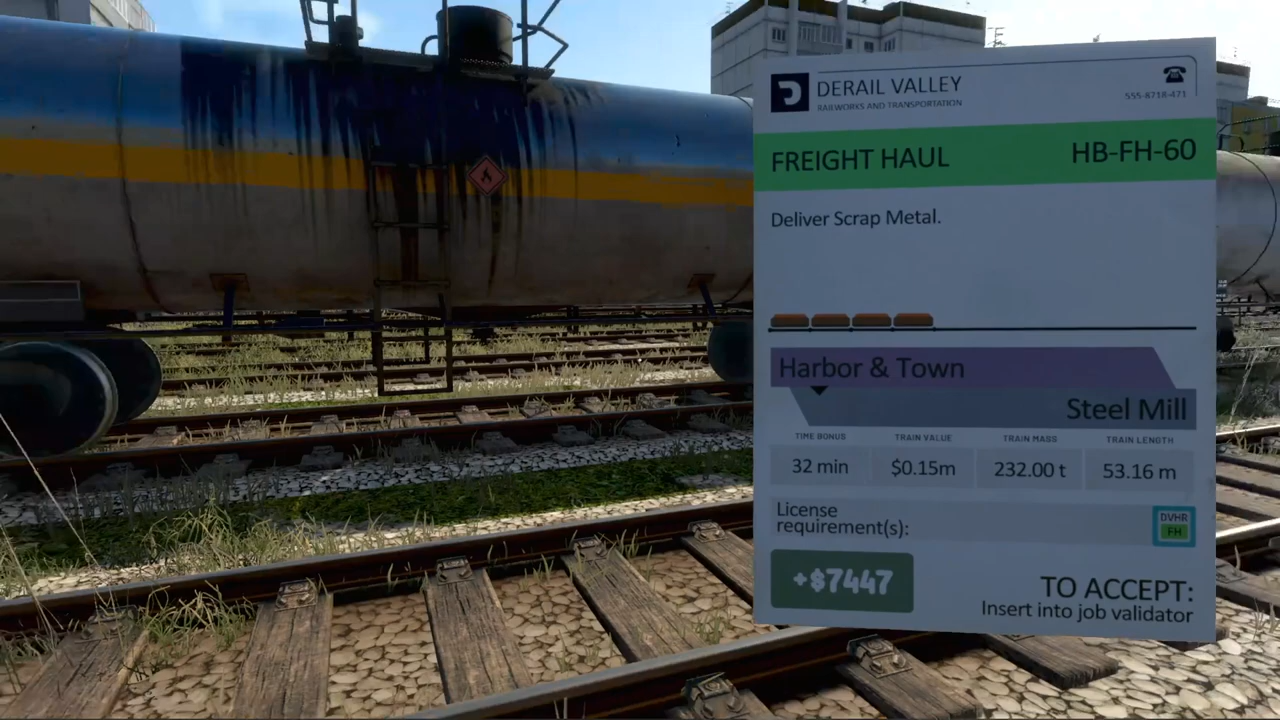 DERAIL VALLEY
RAILWORKS AND TRANSPORTATION
555-8718-471
FREIGHT HAUL
HB-FH-60
Deliver Scrap Metal.
Harbor & Town
Steel Mill
TIME BONUS TRAIN VALUE TRAIN MASS TRAIN LENGTH
32 min $0.15m 232.00 t 53.16 m
License
requirement(s):
DVHR
FH
+$7447
TO ACCEPT:
Insert into job validator